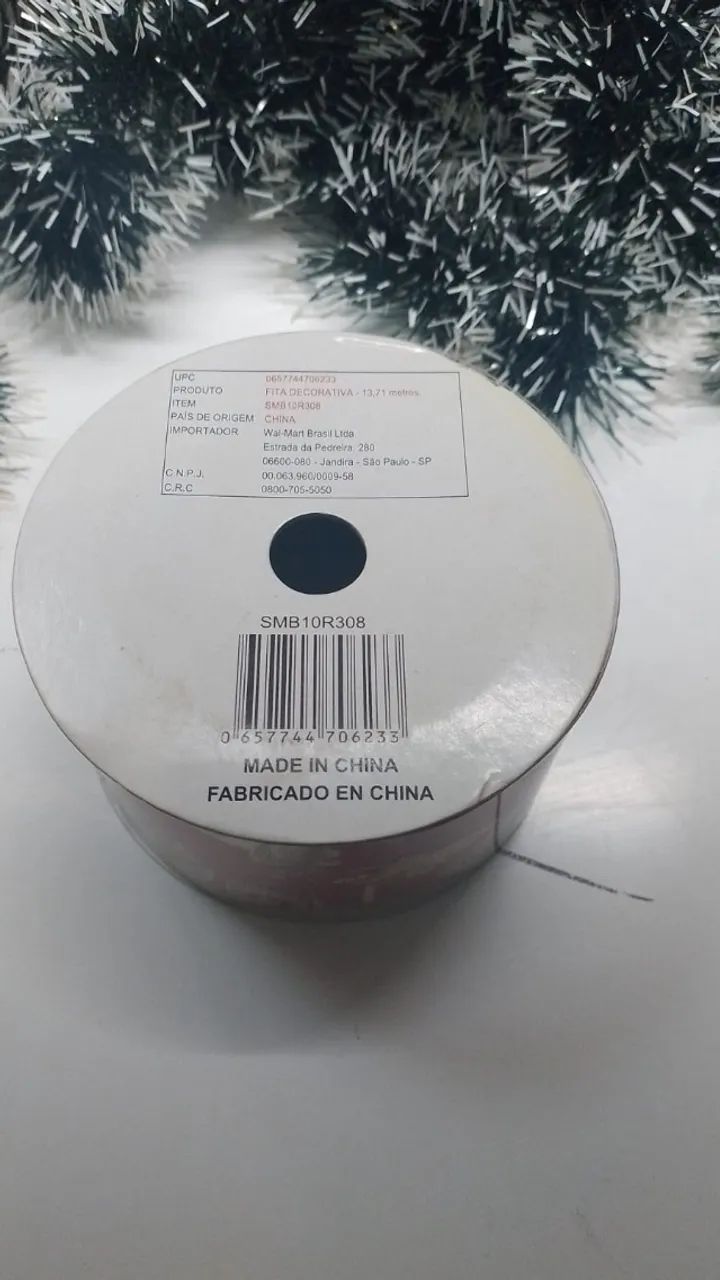 UPC 0657744706233
PRODUTO FITA DECORATIVA - 13,71 metros.
ITEM SMB10R308
PAÍS DE ORIGEM CHINA
IMPORTADOR Wal-Mart Brasil Ltda
Estrada da Pedreira, 280
06600-080 - Jandira - São Paulo - SP
C.N.P.J. 00.063.960/0009-58
C.R.C 0800-705-5050
SMB10R308
0 657744 706233
MADE IN CHINA
FABRICADO EN CHINA